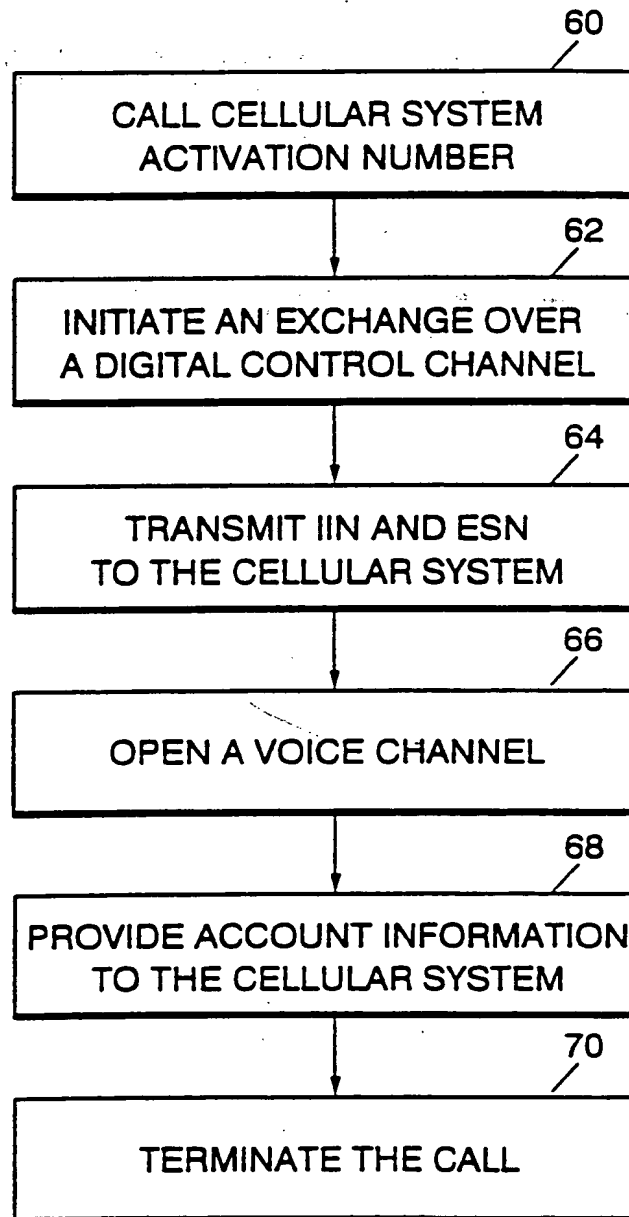 60
CALL CELLULAR SYSTEM
ACTIVATION NUMBER
62
INITIATE AN EXCHANGE OVER
A DIGITAL CONTROL CHANNEL
64
TRANSMIT IIN AND ESN
TO THE CELLULAR SYSTEM
66
OPEN A VOICE CHANNEL
68
PROVIDE ACCOUNT INFORMATION
TO THE CELLULAR SYSTEM
70
TERMINATE THE CALL